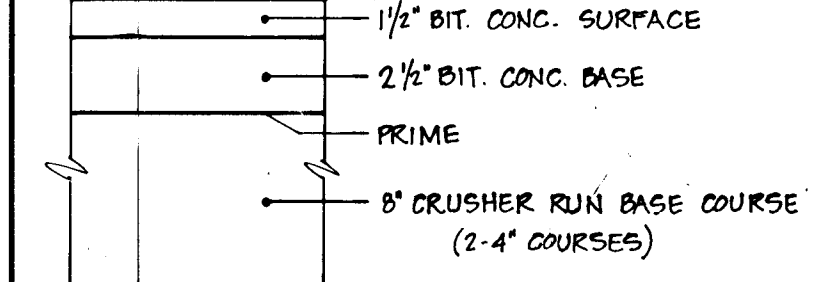 1½" BIT. CONC. SURFACE
2½" BIT. CONC. BASE
PRIME
8" CRUSHER RUN BASE COURSE
(2-4" COURSES)